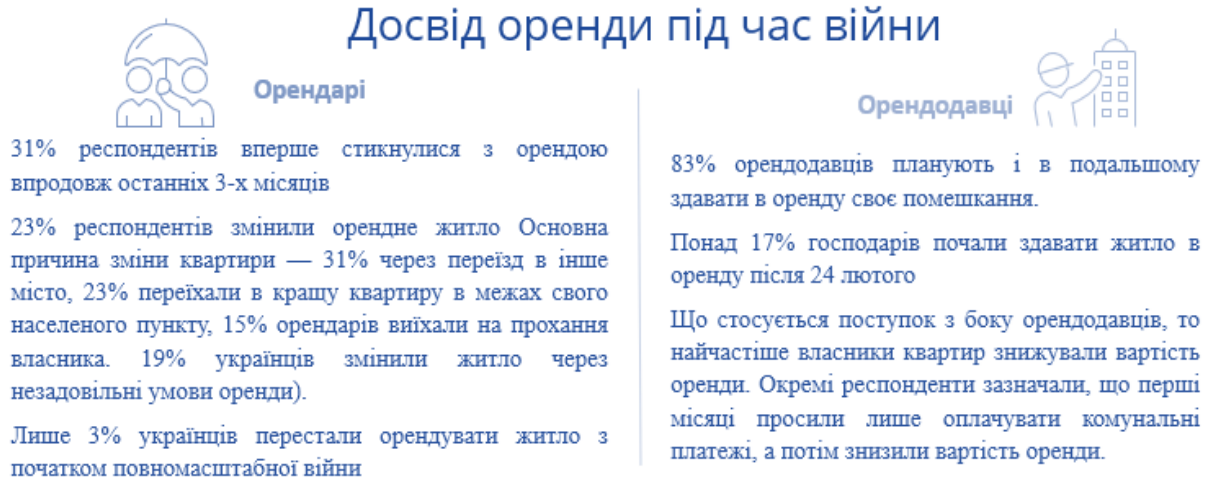 Досвід оренди під час війни
Орендарі
31% респондентів вперше стикнулися з орендою
впродовж останніх 3-х місяців
23% респондентів змінили орендне житло Основна
причина зміни квартири — 31% через переїзд в інше
місто, 23% переїхали в кращу квартиру в межах свого
населеного пункту, 15% орендарів виїхали на прохання
власника. 19% українців змінили житло через
незадовільні умови оренди).
Лише 3% українців перестали орендувати житло з
початком повномасштабної війни
Орендодавці
83% орендодавців планують і в подальшому
здавати в оренду своє помешкання.
Понад 17% господарів почали здавати житло в
оренду після 24 лютого
Що стосується поступок з боку орендодавців, то
найчастіше власники квартир знижували вартість
оренди. Окремі респонденти зазначали, що перші
місяці просили лише оплачувати комунальні
платежі, а потім знизили вартість оренди.